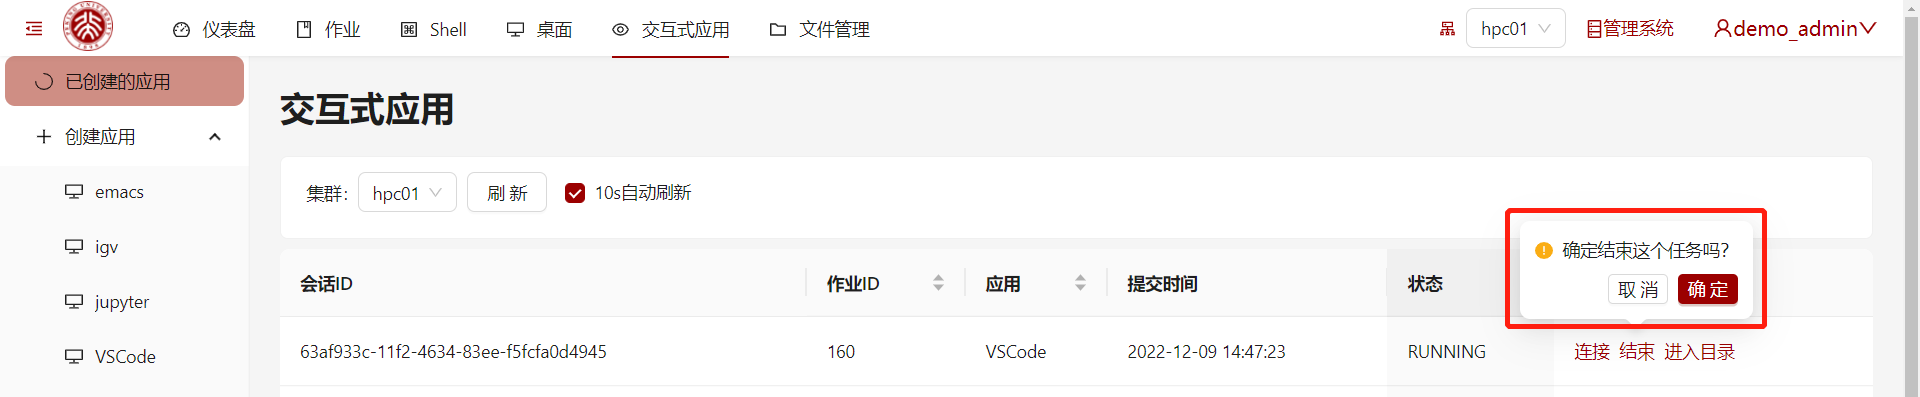 仪表盘 作业 Shell 桌面 交互式应用 文件管理 hpc01 管理系统 demo_admin
已创建的应用
创建应用
emacs
igv
jupyter
VSCode
交互式应用
集群: hpc01 刷 新 10s自动刷新
确定结束这个任务吗?
取 消 确 定
会话ID 作业ID 应用 提交时间 状态
63af933c-11f2-4634-83ee-f5fcfa0d4945 160 VSCode 2022-12-09 14:47:23 RUNNING 连接 结束 进入目录